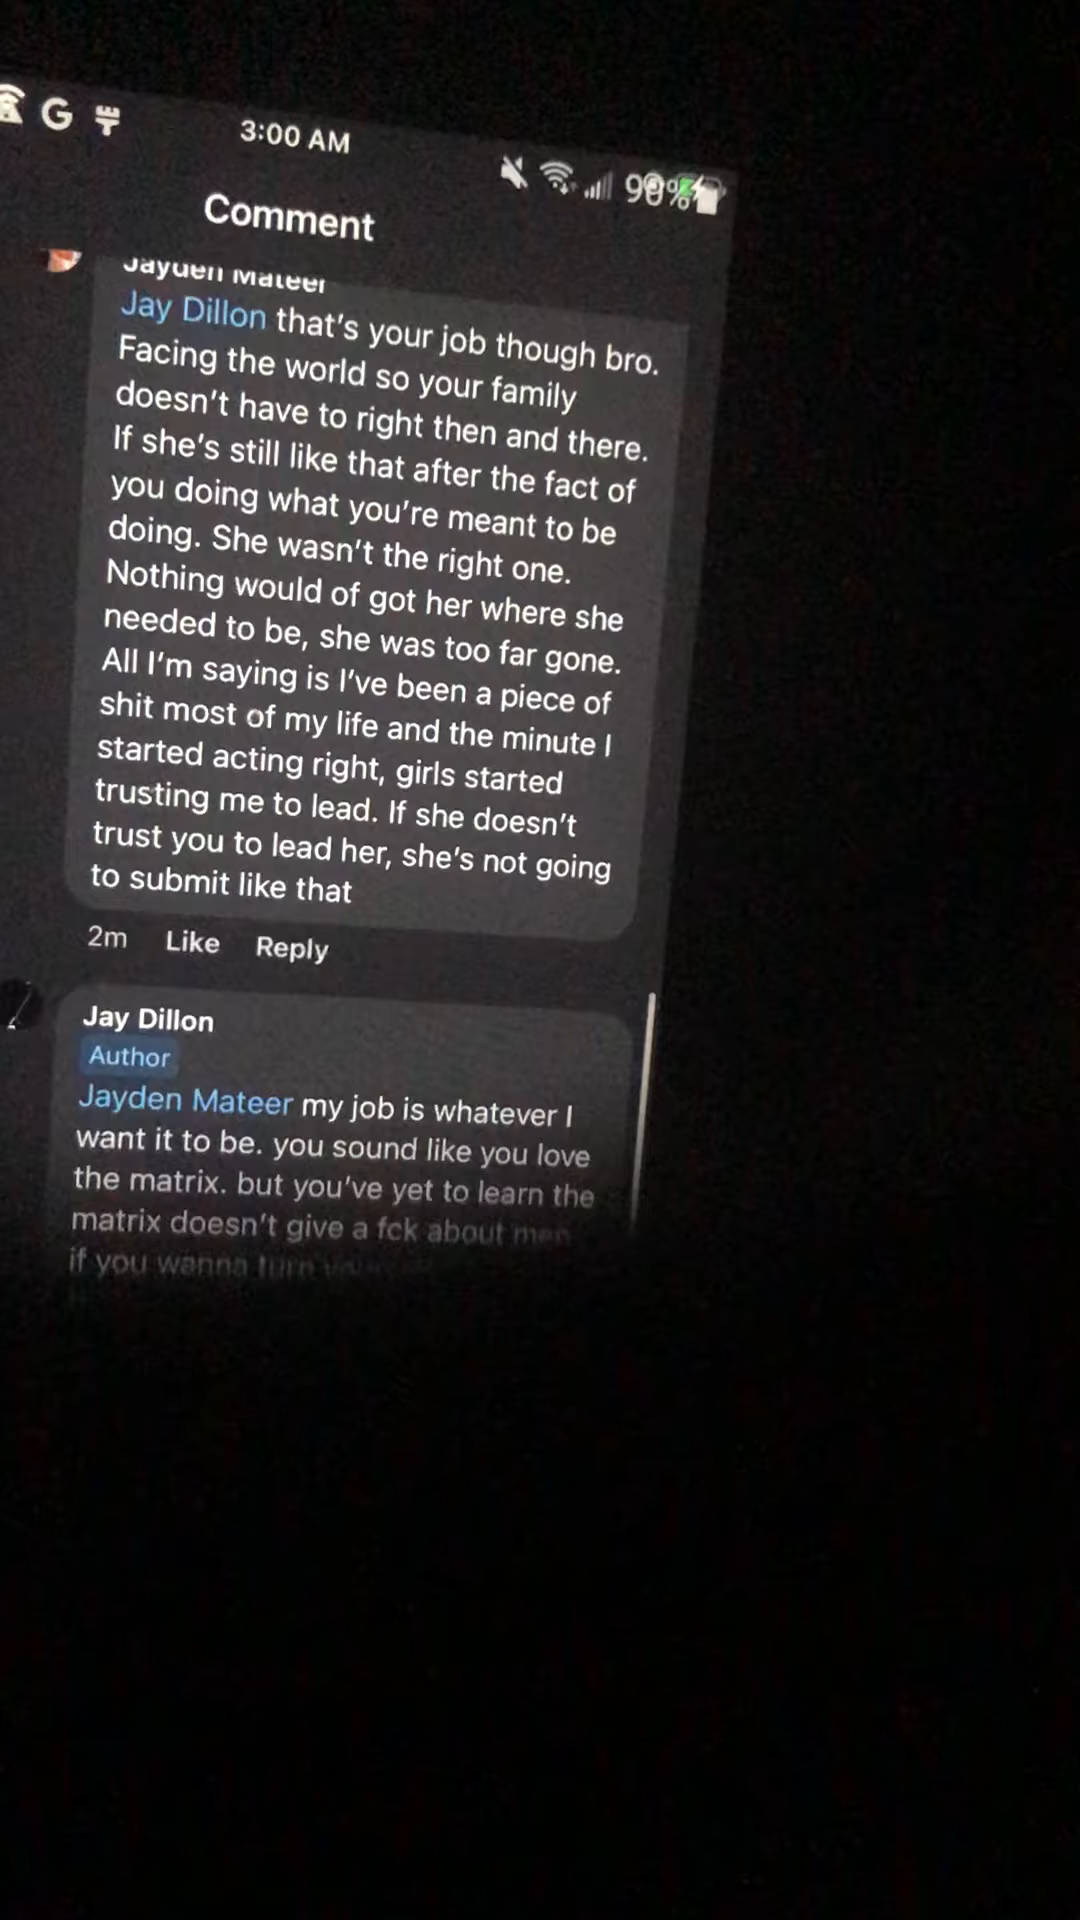 G
3:00 AM
Comment
Jayden Mateer
Jay Dillon that's your job though bro.
Facing the world so your family
doesn't have to right then and there.
If she's still like that after the fact of
you doing what you're meant to be
doing. She wasn't the right one.
Nothing would of got her where she
needed to be, she was too far gone.
All I'm saying is I've been a piece of
shit most of my life and the minute I
started acting right, girls started
trusting me to lead. If she doesn't
trust you to lead her, she's not going
to submit like that
2m Like Reply
Jay Dillon
Author
Jayden Mateer my job is whatever I
want it to be. you sound like you love
the matrix. but you've yet to learn the
matrix doesn't give a fck about men
if you wanna turn